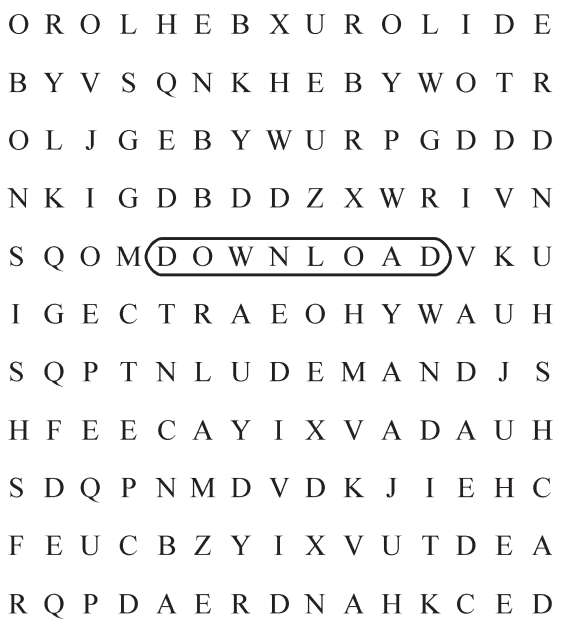 O R O L H E B X U R O L I D E
B Y V S Q N K H E B Y W O T R
O L J G E B Y W U R P G D D D
N K I G D B D D Z X W R I V N
S Q O M D O W N L O A D V K U
I G E C T R A E O H Y W A U H
S Q P T N L U D E M A N D J S
H F E E C A Y I X V A D A U H
S D Q P N M D V D K J I E H C
F E U C B Z Y I X V U T D E A
R Q P D A E R D N A H K C E D